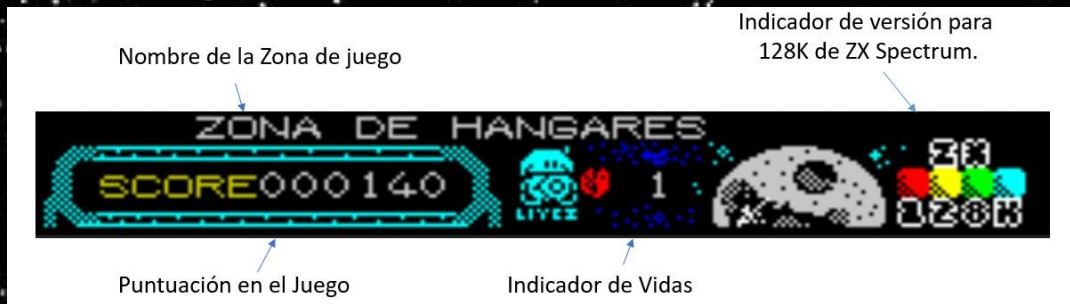 Indicador de versión para
128K de ZX Spectrum.
Nombre de la Zona de juego
ZONA DE HANGARES
ZX
SCORE000140
1
128K
LIVEZ
Puntuación en el Juego
Indicador de Vidas